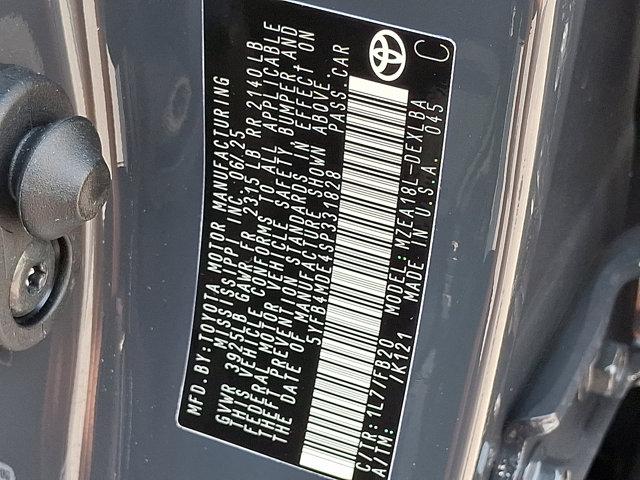 MFD.BY:TOYOTA MOTOR MANUFACTURING
MISSISSIPPI INC.06/25
GVWR 3925LB GAWR FR 2315 LB RR 2140LB
THIS VEHICLE CONFORMS TO ALL APPLICABLE
FEDERAL MOTOR VEHICLE SAFETY BUMPER,AND
THEFT PREVENTION STANDARDS IN EFFECT ON
THE DATE OF MANUFACTURE SHOWN ABOVE.
5YFB4MDE4SP331828 PASS.CAR
C/TR:1L7/FB20 MODEL:MZEA18L-DEXLBA
A/TM: /K121 MADE IN U.S.A. 045
C